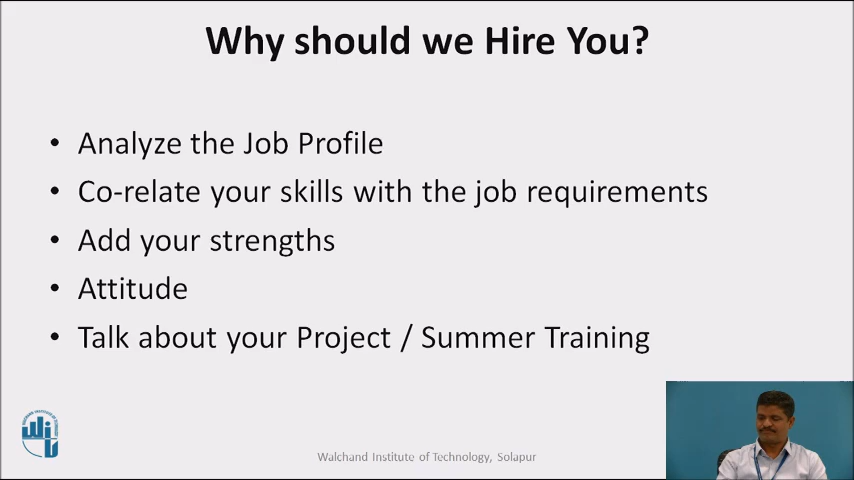 Why should we Hire You?
• Analyze the Job Profile
• Co-relate your skills with the job requirements
• Add your strengths
• Attitude
• Talk about your Project / Summer Training
Walchand Institute of Technology, Solapur